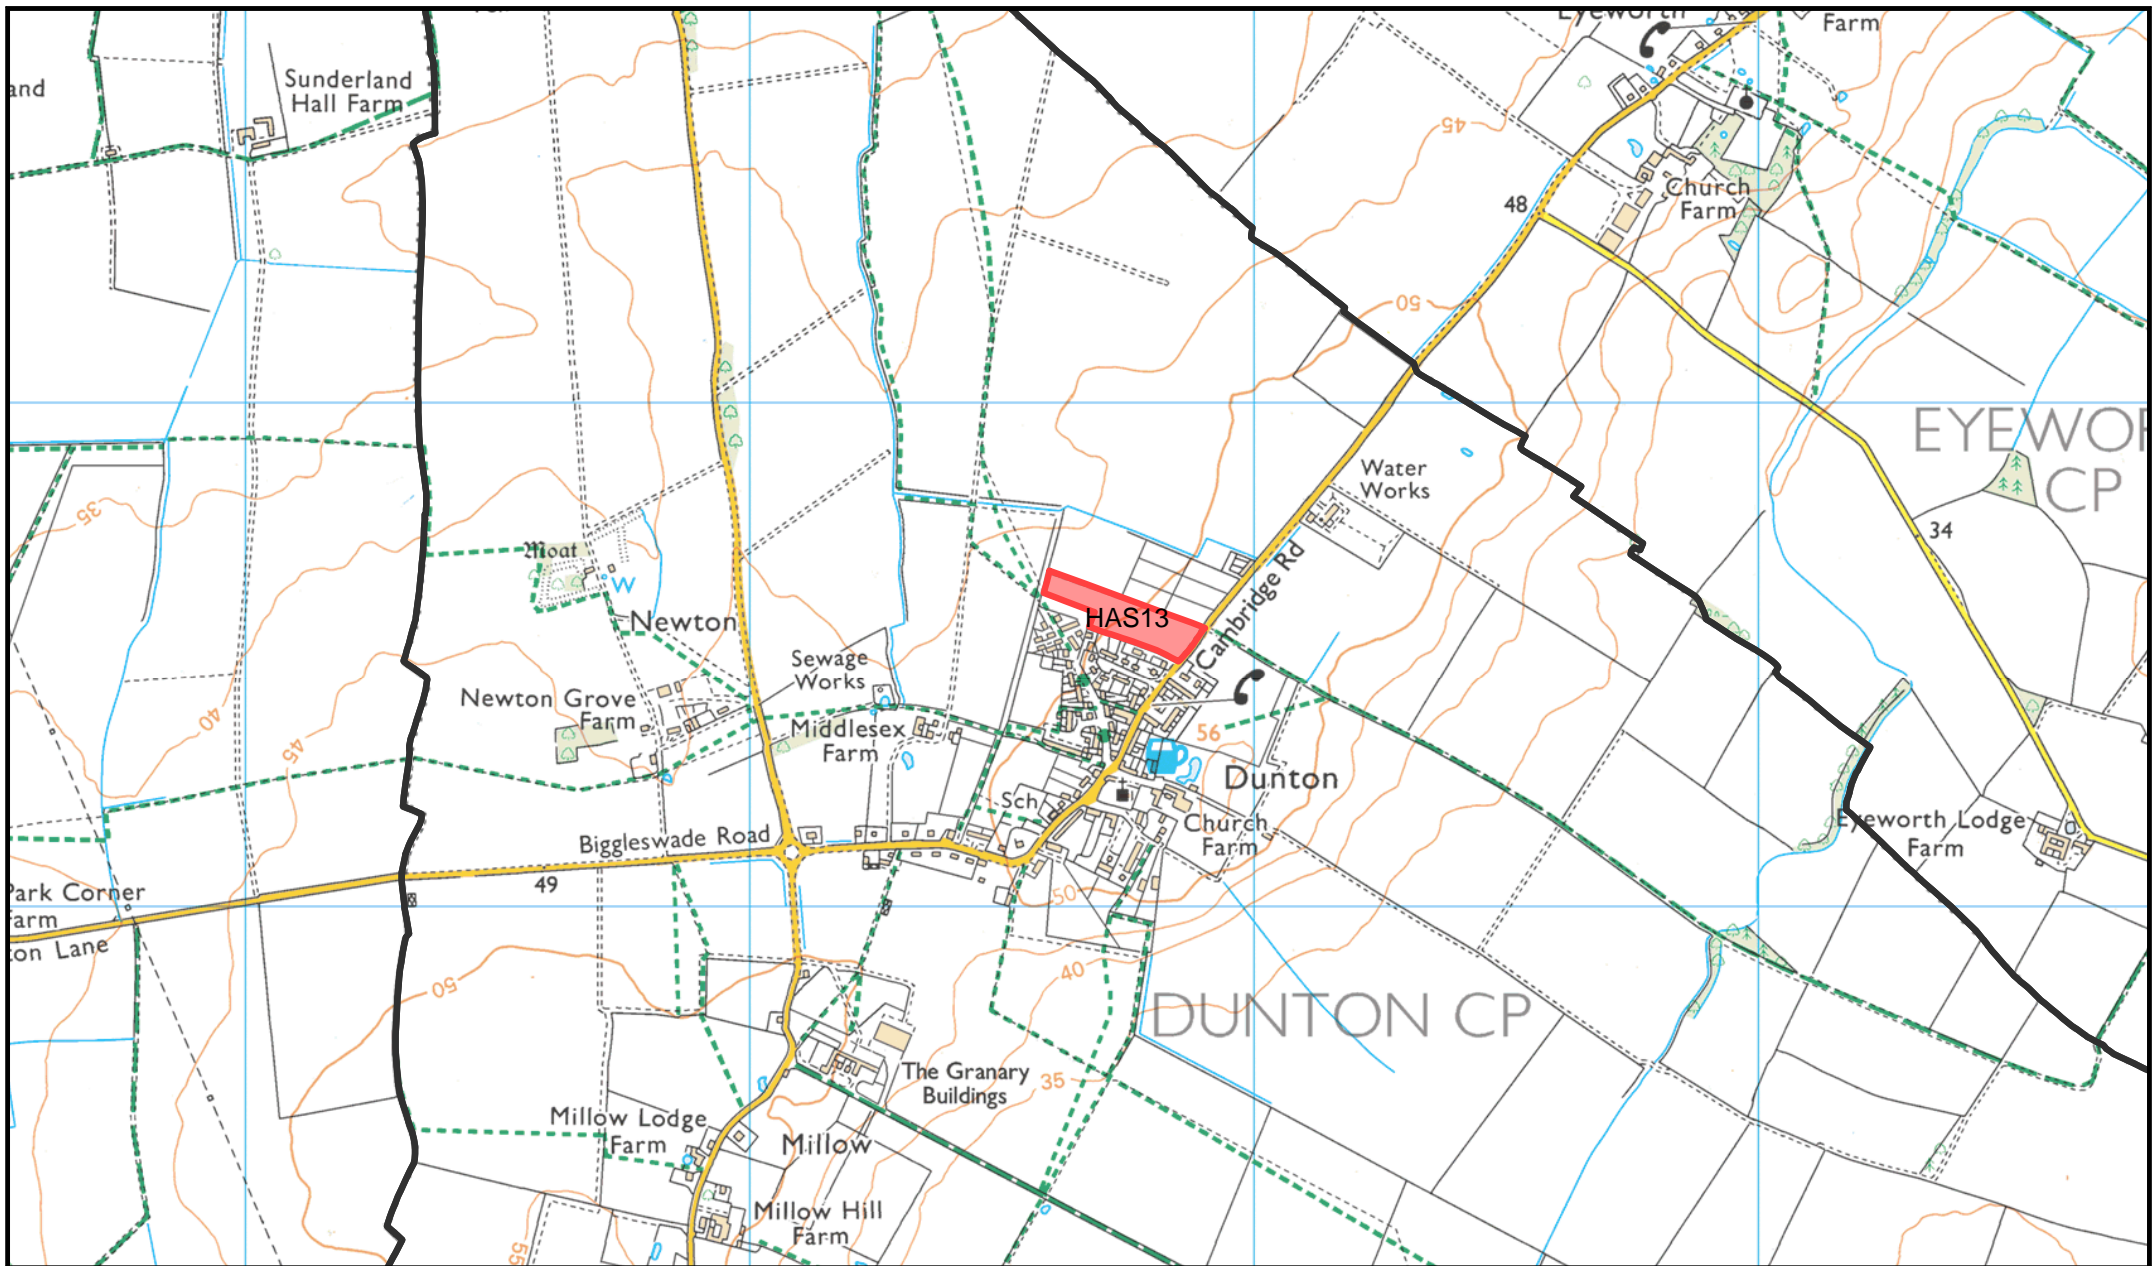 Eyeworth
Farm
and
Sunderland
Hall Farm
45
Church
Farm
48
50
EYEWOR
CP
Water
Works
35
34
Moat
W
HAS13
Cambridge Rd
Newton
Sewage
Works
Newton Grove
Farm
40
45
Middlesex
Farm
56
Dunton
Sch
Church
Farm
Biggleswade Road
Eyeworth Lodge
Farm
49
Park Corner
Farm
ton Lane
50
50
40
DUNTON CP
The Granary
Buildings
35
Millow Lodge
Farm
Millow
Millow Hill
Farm
55